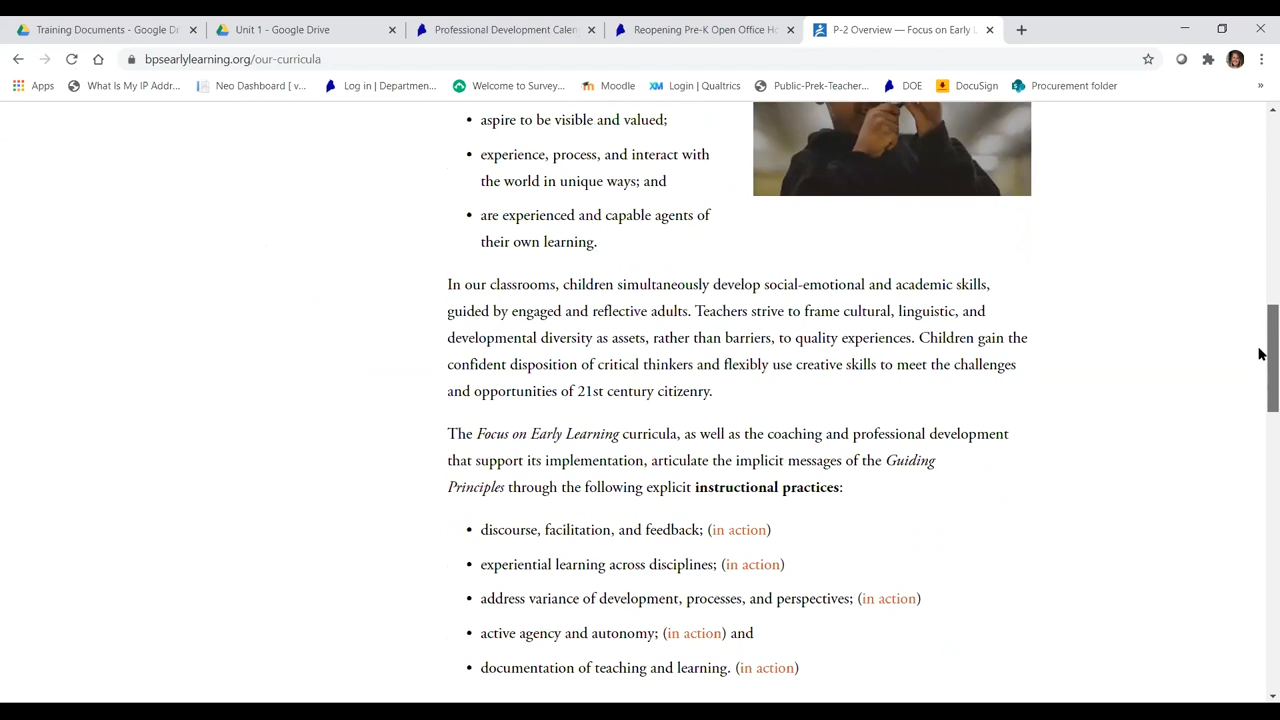 Training Documents - Google Dr
Unit 1 - Google Drive
Professional Development Calen
Reopening Pre-K Open Office Ho
P-2 Overview — Focus on Early L
bpsearlylearning.org/our-curricula
Apps
What Is My IP Addr...
Neo Dashboard [ v...
Log in | Departmen...
Welcome to Survey...
Moodle
Login | Qualtrics
Public-Prek-Teacher...
DOE
DocuSign
Procurement folder
• aspire to be visible and valued;
• experience, process, and interact with
the world in unique ways; and
• are experienced and capable agents of
their own learning.
In our classrooms, children simultaneously develop social-emotional and academic skills,
guided by engaged and reflective adults. Teachers strive to frame cultural, linguistic, and
developmental diversity as assets, rather than barriers, to quality experiences. Children gain the
confident disposition of critical thinkers and flexibly use creative skills to meet the challenges
and opportunities of 21st century citizenry.
The Focus on Early Learning curricula, as well as the coaching and professional development
that support its implementation, articulate the implicit messages of the Guiding
Principles through the following explicit instructional practices:
• discourse, facilitation, and feedback; (in action)
• experiential learning across disciplines; (in action)
• address variance of development, processes, and perspectives; (in action)
• active agency and autonomy; (in action) and
• documentation of teaching and learning. (in action)